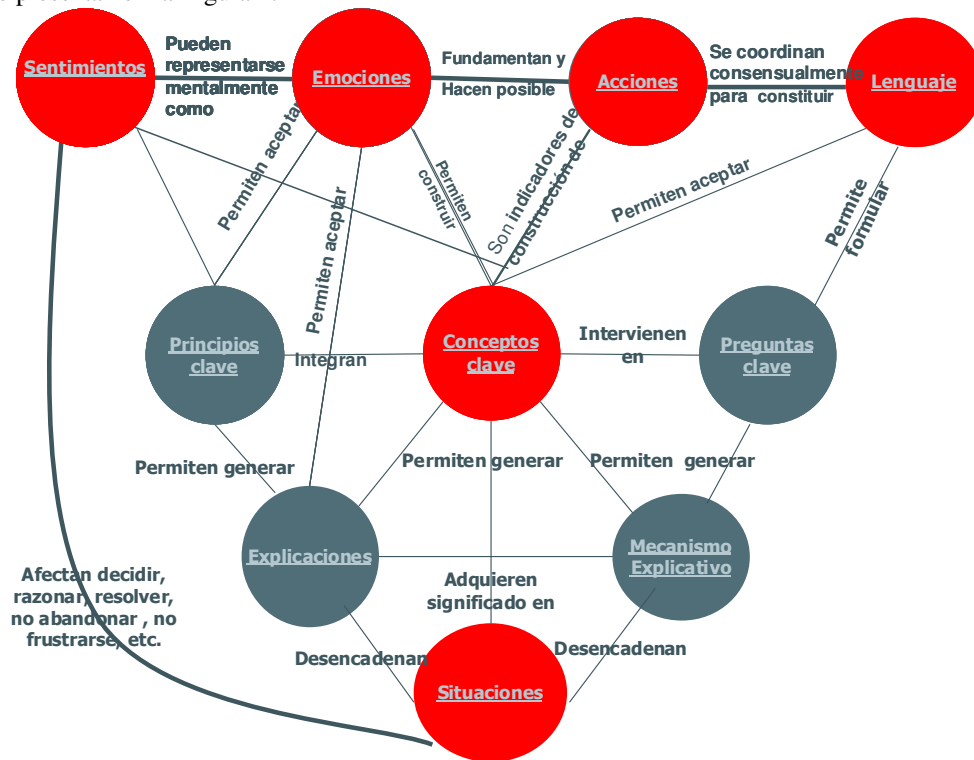 Pueden
representarse
mentalmente
como
Sentimientos
Emociones
Fundamentan y
Hacen posible
Acciones
Se coordinan
consensualmente
para constituir
Lenguaje
Permiten aceptar
Permiten aceptar
Permiten
construir
Son indicadores de
construcción de
Permiten aceptar
Permite
formular
Principios
clave
Integran
Conceptos
clave
Intervienen
en
Preguntas
clave
Permiten generar
Permiten generar
Permiten generar
Explicaciones
Mecanismo
Explicativo
Afectan decidir,
razonar, resolver,
no abandonar , no
frustrarse, etc.
Adquieren
significado en
Desencadenan
Desencadenan
Situaciones